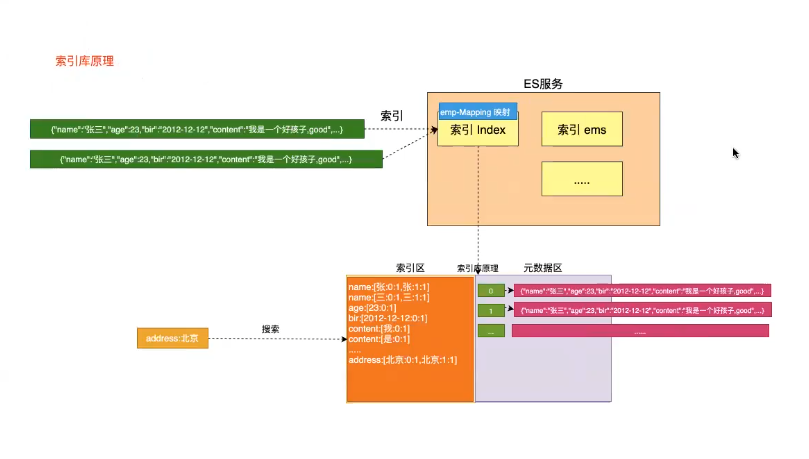 索引库原理
ES服务
emp-Mapping 映射
索引 Index
索引 ems
.....
索引
{"name":"张三","age":23,"bir":"2012-12-12","content":"我是一个好孩子,good",...}
{"name":"张三","age":23,"bir":"2012-12-12","content":"我是一个好孩子,good",...}
索引区
索引库原理
元数据区
name:[张:0:1,张:1:1]
name:[三:0:1,三:1:1]
age:[23:0:1]
bir:[2012-12-12:0:1]
content:[我:0:1]
content:[是:0:1]
.....
address:[北京:0:1,北京:1:1]
0
{"name":"张三","age":23,"bir":"2012-12-12","content":"我是一个好孩子,good",...}
1
{"name":"张三","age":23,"bir":"2012-12-12","content":"我是一个好孩子,good",...}
...
......
address:北京
搜索